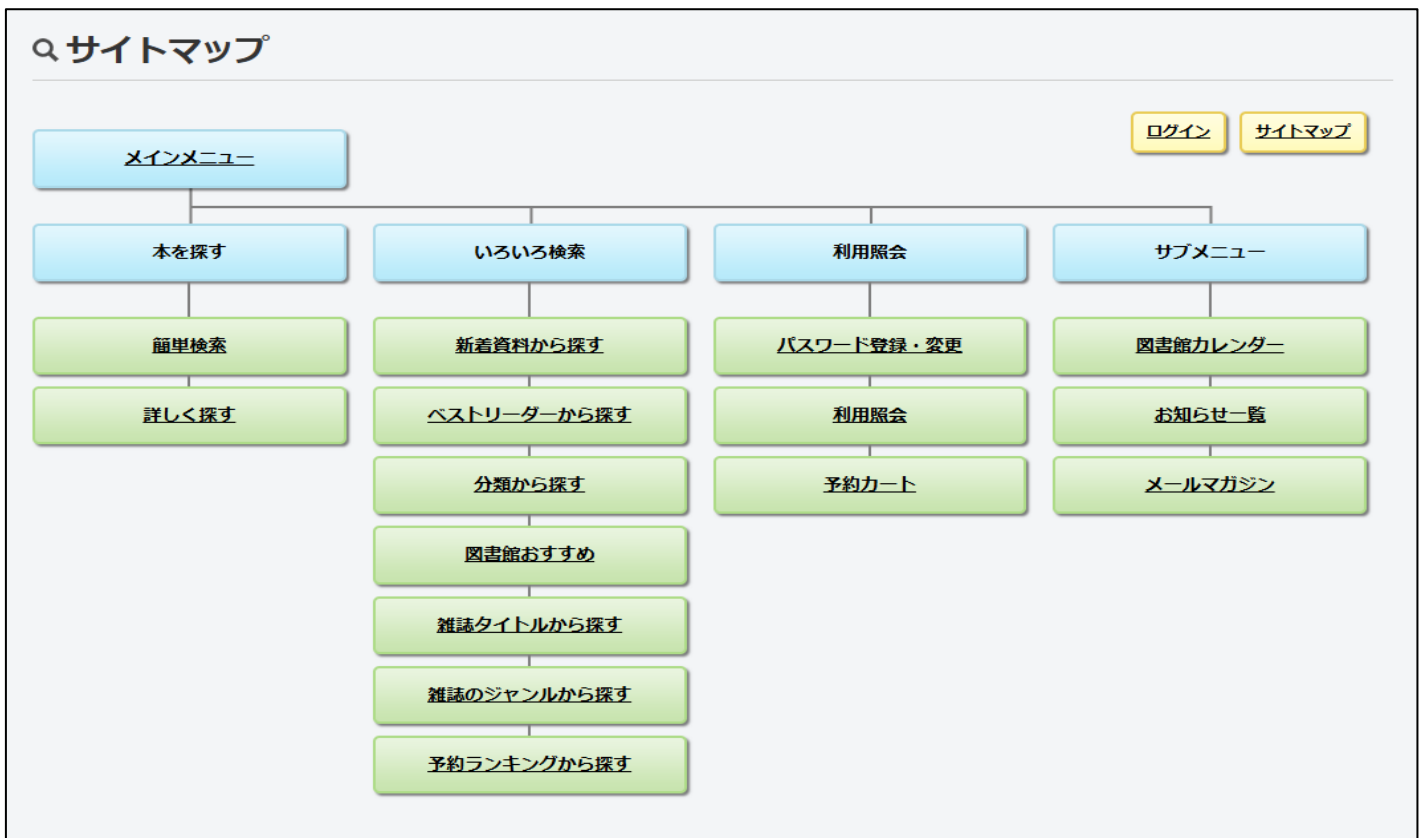 サイトマップ
ログイン
サイトマップ
メインメニュー
本を探す
いろいろ検索
利用照会
サブメニュー
簡単検索
詳しく探す
新着資料から探す
ベストリーダーから探す
分類から探す
図書館おすすめ
雑誌タイトルから探す
雑誌のジャンルから探す
予約ランキングから探す
パスワード登録・変更
利用照会
予約カート
図書館カレンダー
お知らせ一覧
メールマガジン